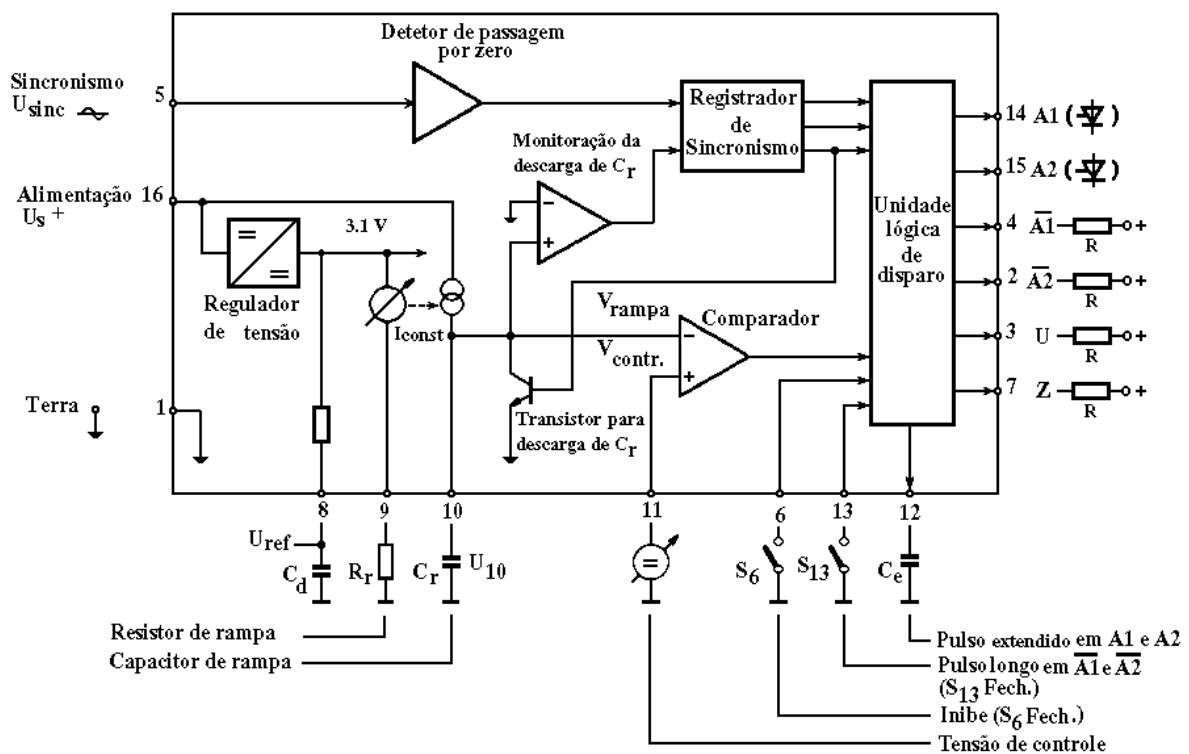 Detetor de passagem
por zero
Sincronismo
Usinc
5
Registrador
de
Sincronismo
14 A1 ( )
Monitoração da
descarga de Cr
15 A2 ( )
Alimentação 16
Us +
3.1 V
Unidade
lógica
de
disparo
4 A̅1̅
R
+
Regulador
de tensão
Iconst
Vrampa
Comparador
2 A̅2̅
R
+
Vcontr.
3 U
R
+
7 Z
R
+
Terra
1
Transistor para
descarga de Cr
8
9
10
11
6
13
12
Uref
Cd
Rr
Cr
U10
S6
S13
Ce
Resistor de rampa
Capacitor de rampa
Pulso extendido em A1 e A2
Pulso longo em A̅1̅ e A̅2̅
(S13 Fech.)
Inibe (S6 Fech.)
Tensão de controle